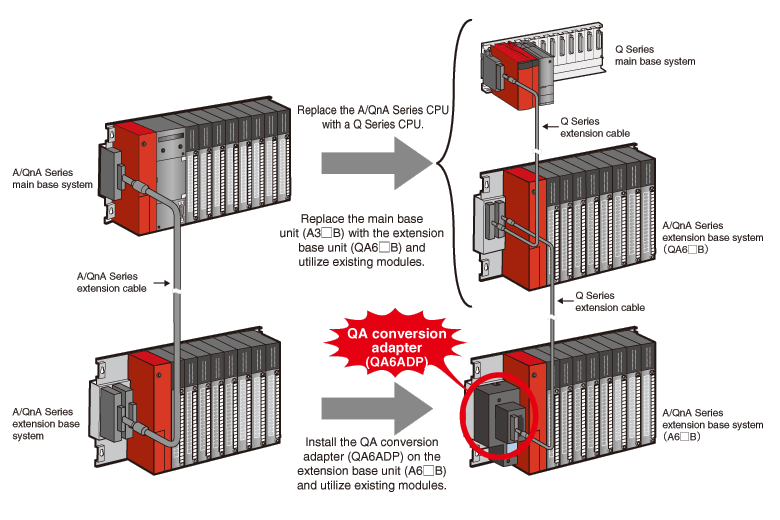 Q Series
main base system
Replace the A/QnA Series CPU
with a Q Series CPU.
Q Series
extension cable
A/QnA Series
main base system
Replace the main base
unit (A3□B) with the extension
base unit (QA6□B) and
utilize existing modules.
A/QnA Series
extension base system
(QA6□B)
A/QnA Series
extension cable
Q Series
extension cable
QA conversion
adapter
(QA6ADP)
A/QnA Series
extension base
system
A/QnA Series
extension base system
(A6□B)
Install the QA conversion
adapter (QA6ADP) on the
extension base unit (A6□B)
and utilize existing modules.